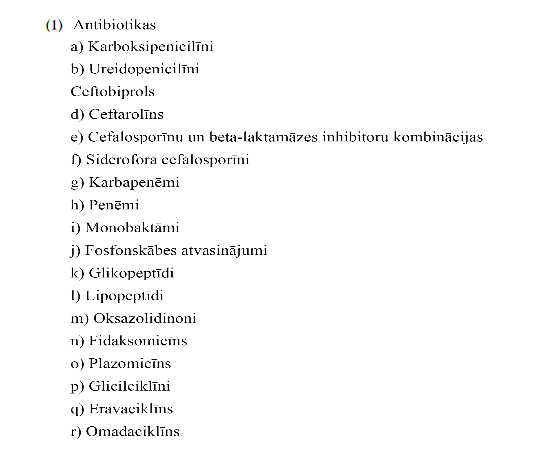 (1) Antibiotikas
a) Karboksipenicilīni
b) Ureidopenicilīni
Ceftobiprols
d) Ceftarolīns
e) Cefalosporīnu un beta-laktamāzes inhibitoru kombinācijas
f) Siderofora cefalosporīni
g) Karbapenēmi
h) Penēmi
i) Monobaktāmi
j) Fosfonskābes atvasinājumi
k) Glikopeptīdi
l) Lipopeptīdi
m) Oksazolidinoni
n) Fidaksomicīns
o) Plazomicīns
p) Glicilciklīni
q) Eravaciklīns
r) Omadaciklīns